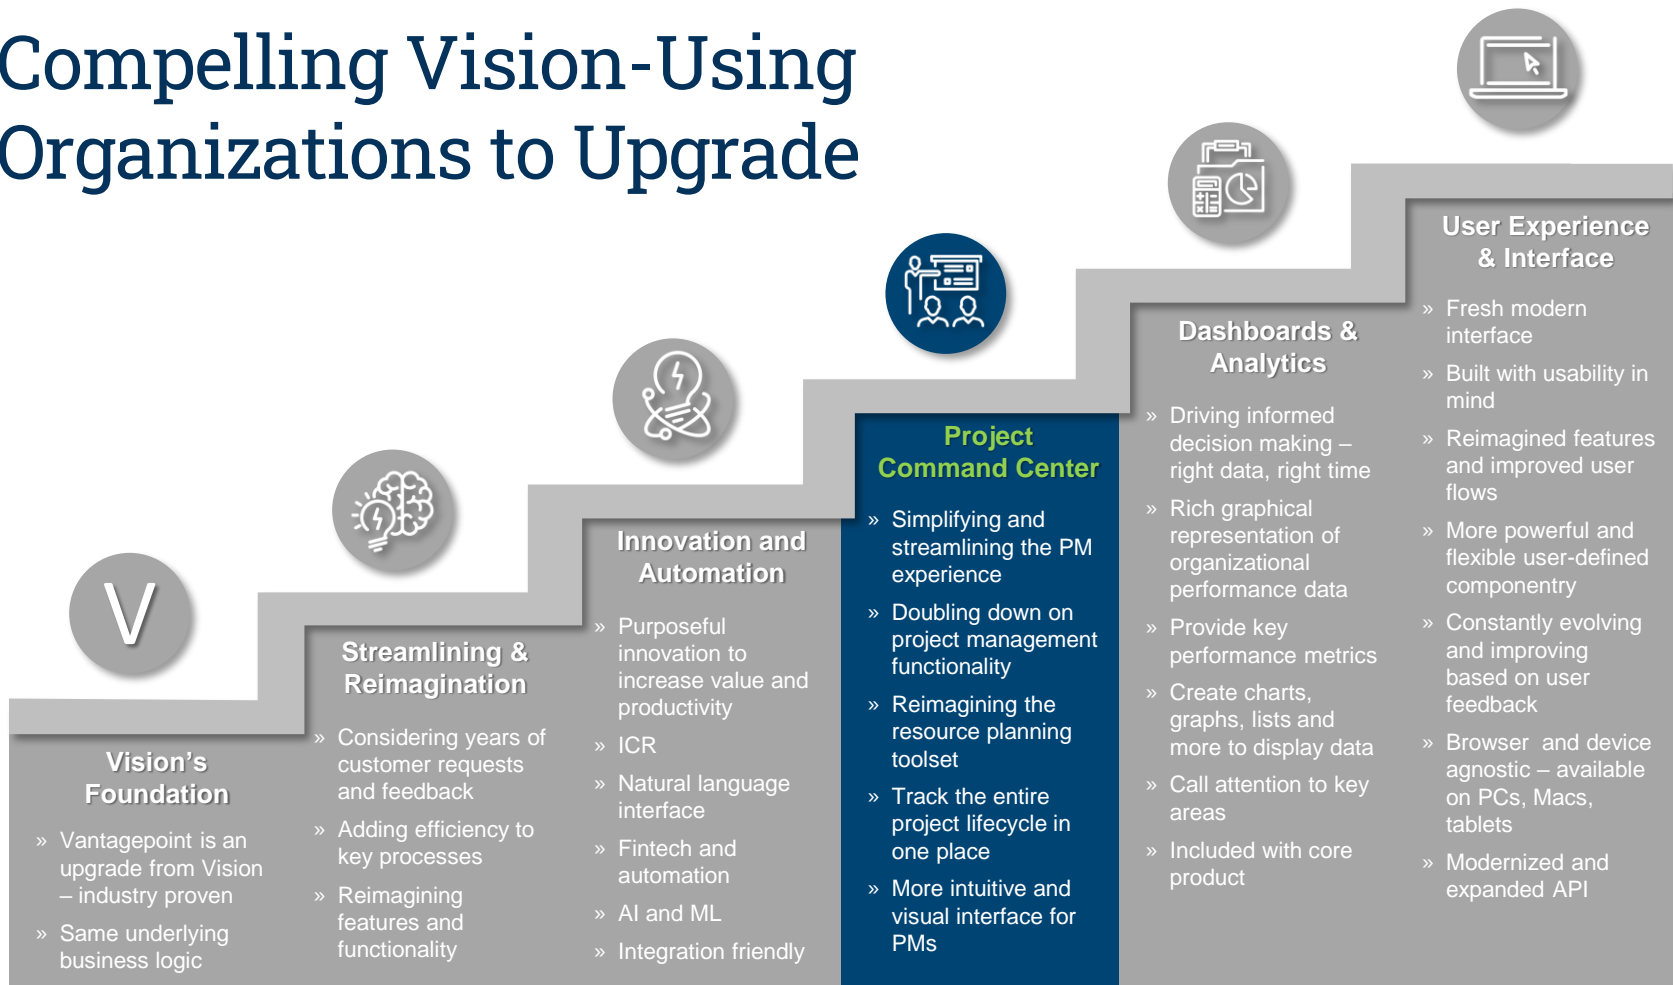 Compelling Vision-Using
Organizations to Upgrade
V
Vision's
Foundation
» Vantagepoint is an
upgrade from Vision
– industry proven
» Same underlying
business logic
Streamlining &
Reimagination
» Considering years of
customer requests
and feedback
» Adding efficiency to
key processes
» Reimagining
features and
functionality
Innovation and
Automation
» Purposeful
innovation to
increase value and
productivity
» ICR
» Natural language
interface
» Fintech and
automation
» AI and ML
» Integration friendly
Project
Command Center
» Simplifying and
streamlining the PM
experience
» Doubling down on
project management
functionality
» Reimagining the
resource planning
toolset
» Track the entire
project lifecycle in
one place
» More intuitive and
visual interface for
PMs
Dashboards &
Analytics
» Driving informed
decision making –
right data, right time
» Rich graphical
representation of
organizational
performance data
» Provide key
performance metrics
» Create charts,
graphs, lists and
more to display data
» Call attention to key
areas
» Included with core
product
User Experience
& Interface
» Fresh modern
interface
» Built with usability in
mind
» Reimagined features
and improved user
flows
» More powerful and
flexible user-defined
componentry
» Constantly evolving
and improving
based on user
feedback
» Browser and device
agnostic – available
on PCs, Macs,
tablets
» Modernized and
expanded API